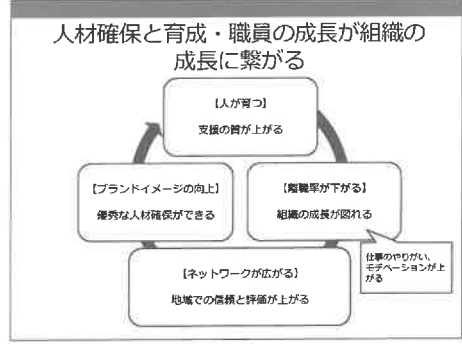 人材確保と育成・職員の成長が組織の
成長に繋がる
【人が育つ】
支援の質が上がる
【ブランドイメージの向上】
優秀な人材確保ができる
【離職率が下がる】
組織の成長が図れる
仕事のやりがい、
モチベーションが上
がる
【ネットワークが広がる】
地域での信頼と評価が上がる